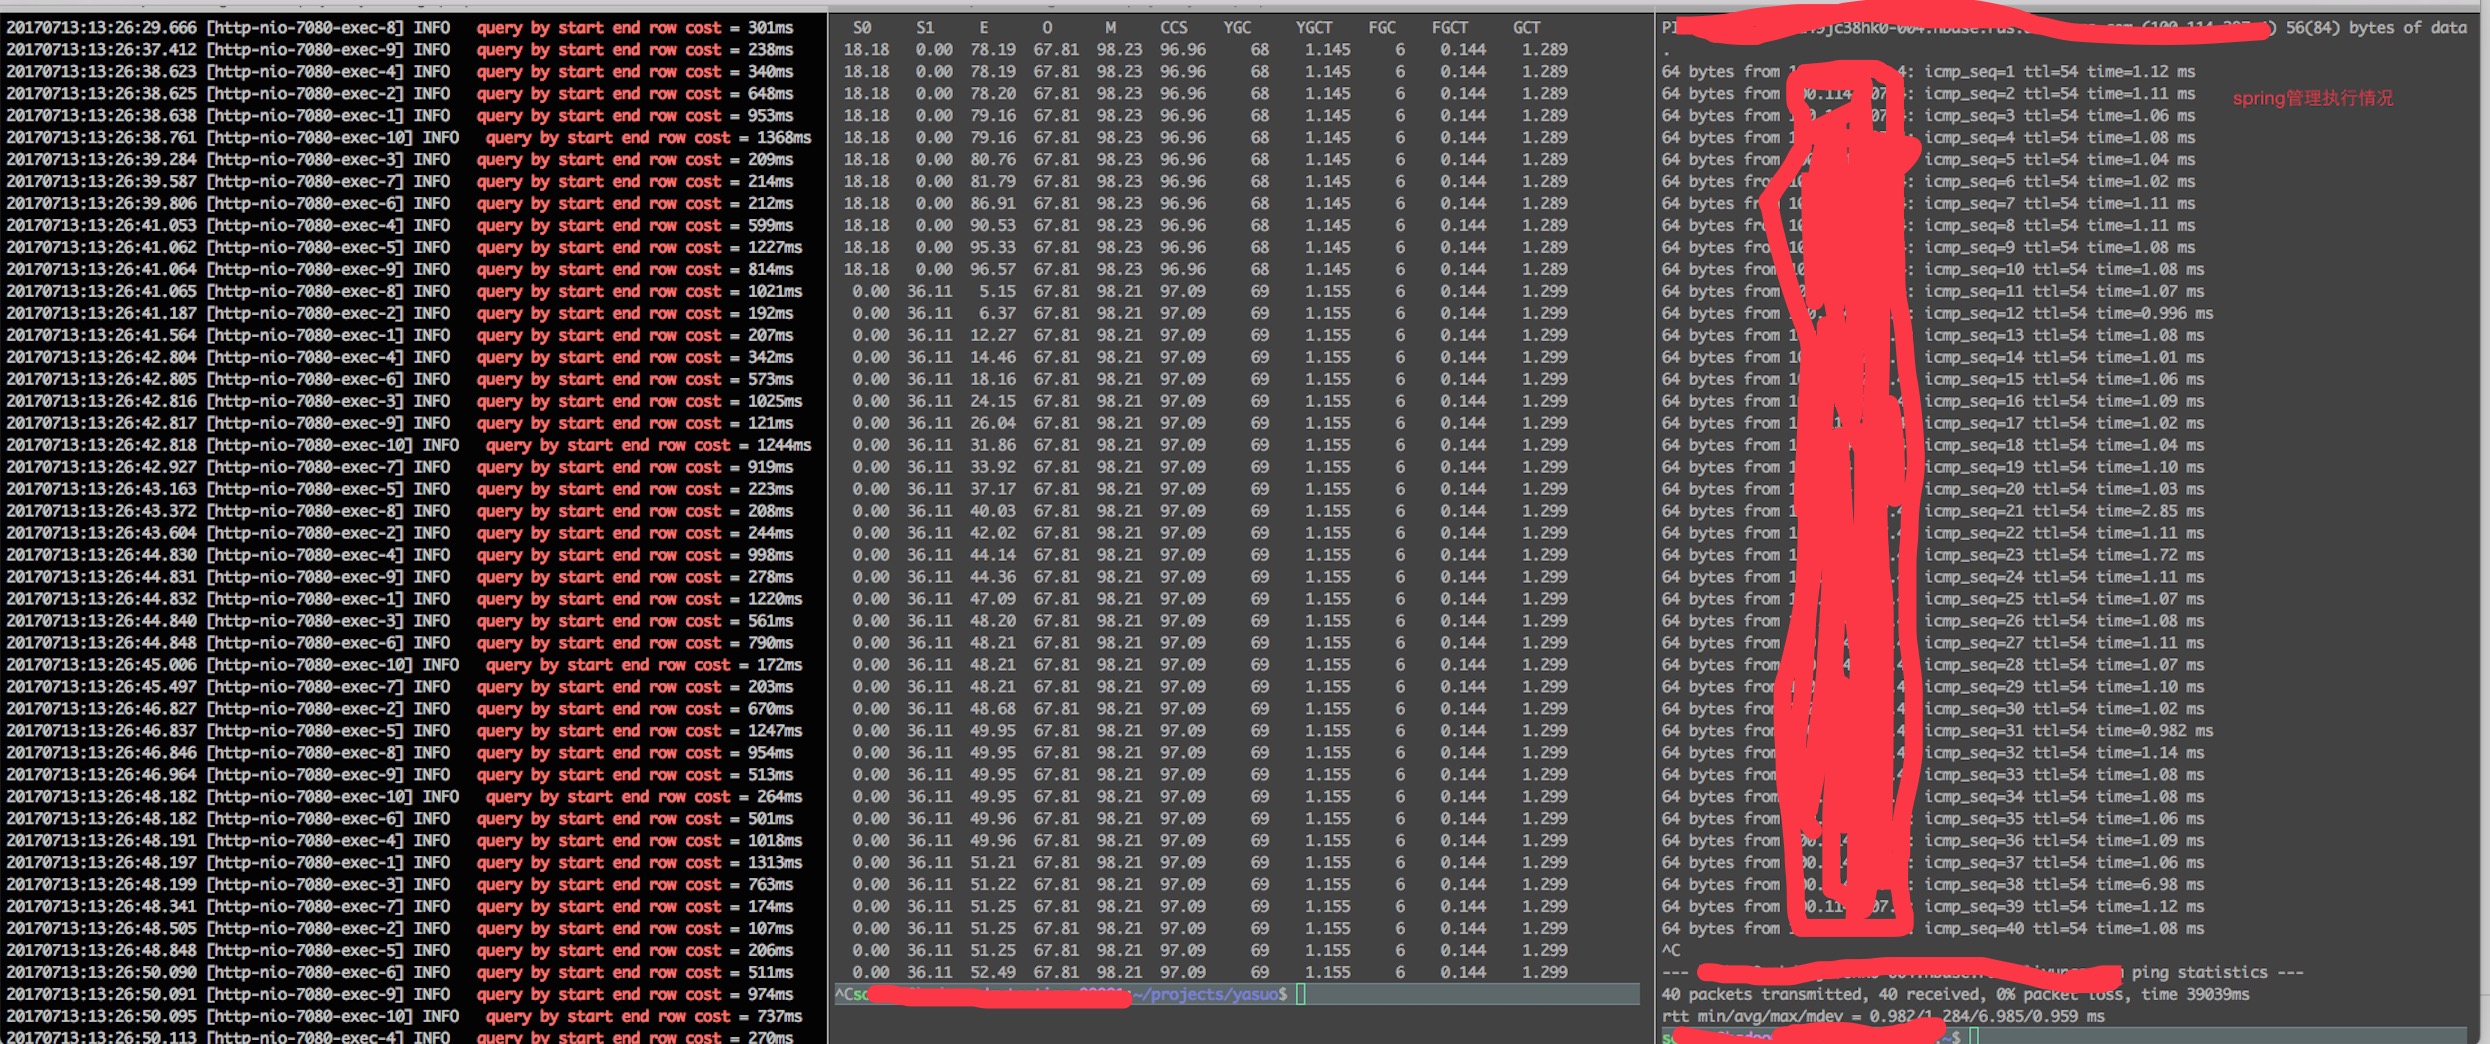 20170713:13:26:29.666 [http-nio-7080-exec-8] INFO query by start end row cost = 301ms
20170713:13:26:37.412 [http-nio-7080-exec-9] INFO query by start end row cost = 238ms
20170713:13:26:38.623 [http-nio-7080-exec-4] INFO query by start end row cost = 340ms
20170713:13:26:38.625 [http-nio-7080-exec-2] INFO query by start end row cost = 648ms
20170713:13:26:38.638 [http-nio-7080-exec-1] INFO query by start end row cost = 953ms
20170713:13:26:38.761 [http-nio-7080-exec-10] INFO query by start end row cost = 1368ms
20170713:13:26:39.284 [http-nio-7080-exec-3] INFO query by start end row cost = 209ms
20170713:13:26:39.587 [http-nio-7080-exec-7] INFO query by start end row cost = 214ms
20170713:13:26:39.806 [http-nio-7080-exec-6] INFO query by start end row cost = 212ms
20170713:13:26:41.053 [http-nio-7080-exec-4] INFO query by start end row cost = 599ms
20170713:13:26:41.062 [http-nio-7080-exec-5] INFO query by start end row cost = 1227ms
20170713:13:26:41.064 [http-nio-7080-exec-9] INFO query by start end row cost = 814ms
20170713:13:26:41.065 [http-nio-7080-exec-8] INFO query by start end row cost = 1021ms
20170713:13:26:41.187 [http-nio-7080-exec-2] INFO query by start end row cost = 192ms
20170713:13:26:41.564 [http-nio-7080-exec-1] INFO query by start end row cost = 207ms
20170713:13:26:42.804 [http-nio-7080-exec-4] INFO query by start end row cost = 342ms
20170713:13:26:42.805 [http-nio-7080-exec-6] INFO query by start end row cost = 573ms
20170713:13:26:42.816 [http-nio-7080-exec-3] INFO query by start end row cost = 1025ms
20170713:13:26:42.817 [http-nio-7080-exec-9] INFO query by start end row cost = 121ms
20170713:13:26:42.818 [http-nio-7080-exec-10] INFO query by start end row cost = 1244ms
20170713:13:26:42.927 [http-nio-7080-exec-7] INFO query by start end row cost = 919ms
20170713:13:26:43.163 [http-nio-7080-exec-5] INFO query by start end row cost = 223ms
20170713:13:26:43.372 [http-nio-7080-exec-8] INFO query by start end row cost = 208ms
20170713:13:26:43.604 [http-nio-7080-exec-2] INFO query by start end row cost = 244ms
20170713:13:26:44.830 [http-nio-7080-exec-4] INFO query by start end row cost = 998ms
20170713:13:26:44.831 [http-nio-7080-exec-9] INFO query by start end row cost = 278ms
20170713:13:26:44.832 [http-nio-7080-exec-1] INFO query by start end row cost = 1220ms
20170713:13:26:44.840 [http-nio-7080-exec-3] INFO query by start end row cost = 561ms
20170713:13:26:44.848 [http-nio-7080-exec-6] INFO query by start end row cost = 790ms
20170713:13:26:45.006 [http-nio-7080-exec-10] INFO query by start end row cost = 172ms
20170713:13:26:45.497 [http-nio-7080-exec-7] INFO query by start end row cost = 203ms
20170713:13:26:46.827 [http-nio-7080-exec-2] INFO query by start end row cost = 670ms
20170713:13:26:46.837 [http-nio-7080-exec-5] INFO query by start end row cost = 1247ms
20170713:13:26:46.846 [http-nio-7080-exec-8] INFO query by start end row cost = 954ms
20170713:13:26:46.964 [http-nio-7080-exec-9] INFO query by start end row cost = 513ms
20170713:13:26:48.182 [http-nio-7080-exec-10] INFO query by start end row cost = 264ms
20170713:13:26:48.182 [http-nio-7080-exec-6] INFO query by start end row cost = 501ms
20170713:13:26:48.191 [http-nio-7080-exec-4] INFO query by start end row cost = 1018ms
20170713:13:26:48.197 [http-nio-7080-exec-1] INFO query by start end row cost = 1313ms
20170713:13:26:48.199 [http-nio-7080-exec-3] INFO query by start end row cost = 763ms
20170713:13:26:48.341 [http-nio-7080-exec-7] INFO query by start end row cost = 174ms
20170713:13:26:48.505 [http-nio-7080-exec-2] INFO query by start end row cost = 107ms
20170713:13:26:48.848 [http-nio-7080-exec-5] INFO query by start end row cost = 206ms
20170713:13:26:50.090 [http-nio-7080-exec-6] INFO query by start end row cost = 511ms
20170713:13:26:50.091 [http-nio-7080-exec-9] INFO query by start end row cost = 974ms
20170713:13:26:50.095 [http-nio-7080-exec-10] INFO query by start end row cost = 737ms
20170713:13:26:50.113 [http-nio-7080-exec-4] INFO query by start end row cost = 270ms
S0 S1 E O M CCS YGC YGCT FGC FGCT GCT
18.18 0.00 78.19 67.81 98.23 96.96 68 1.145 6 0.144 1.289
18.18 0.00 78.19 67.81 98.23 96.96 68 1.145 6 0.144 1.289
18.18 0.00 78.20 67.81 98.23 96.96 68 1.145 6 0.144 1.289
18.18 0.00 79.16 67.81 98.23 96.96 68 1.145 6 0.144 1.289
18.18 0.00 79.16 67.81 98.23 96.96 68 1.145 6 0.144 1.289
18.18 0.00 80.76 67.81 98.23 96.96 68 1.145 6 0.144 1.289
18.18 0.00 81.79 67.81 98.23 96.96 68 1.145 6 0.144 1.289
18.18 0.00 86.91 67.81 98.23 96.96 68 1.145 6 0.144 1.289
18.18 0.00 90.53 67.81 98.23 96.96 68 1.145 6 0.144 1.289
18.18 0.00 95.33 67.81 98.23 96.96 68 1.145 6 0.144 1.289
18.18 0.00 96.57 67.81 98.23 96.96 68 1.145 6 0.144 1.289
0.00 36.11 5.15 67.81 98.21 97.09 69 1.155 6 0.144 1.299
0.00 36.11 6.37 67.81 98.21 97.09 69 1.155 6 0.144 1.299
0.00 36.11 12.27 67.81 98.21 97.09 69 1.155 6 0.144 1.299
0.00 36.11 14.46 67.81 98.21 97.09 69 1.155 6 0.144 1.299
0.00 36.11 18.16 67.81 98.21 97.09 69 1.155 6 0.144 1.299
0.00 36.11 24.15 67.81 98.21 97.09 69 1.155 6 0.144 1.299
0.00 36.11 26.04 67.81 98.21 97.09 69 1.155 6 0.144 1.299
0.00 36.11 31.86 67.81 98.21 97.09 69 1.155 6 0.144 1.299
0.00 36.11 33.92 67.81 98.21 97.09 69 1.155 6 0.144 1.299
0.00 36.11 37.17 67.81 98.21 97.09 69 1.155 6 0.144 1.299
0.00 36.11 40.03 67.81 98.21 97.09 69 1.155 6 0.144 1.299
0.00 36.11 42.02 67.81 98.21 97.09 69 1.155 6 0.144 1.299
0.00 36.11 44.14 67.81 98.21 97.09 69 1.155 6 0.144 1.299
0.00 36.11 44.36 67.81 98.21 97.09 69 1.155 6 0.144 1.299
0.00 36.11 47.09 67.81 98.21 97.09 69 1.155 6 0.144 1.299
0.00 36.11 48.20 67.81 98.21 97.09 69 1.155 6 0.144 1.299
0.00 36.11 48.21 67.81 98.21 97.09 69 1.155 6 0.144 1.299
0.00 36.11 48.21 67.81 98.21 97.09 69 1.155 6 0.144 1.299
0.00 36.11 48.21 67.81 98.21 97.09 69 1.155 6 0.144 1.299
0.00 36.11 48.68 67.81 98.21 97.09 69 1.155 6 0.144 1.299
0.00 36.11 49.95 67.81 98.21 97.09 69 1.155 6 0.144 1.299
0.00 36.11 49.95 67.81 98.21 97.09 69 1.155 6 0.144 1.299
0.00 36.11 49.95 67.81 98.21 97.09 69 1.155 6 0.144 1.299
0.00 36.11 49.95 67.81 98.21 97.09 69 1.155 6 0.144 1.299
0.00 36.11 49.96 67.81 98.21 97.09 69 1.155 6 0.144 1.299
0.00 36.11 49.96 67.81 98.21 97.09 69 1.155 6 0.144 1.299
0.00 36.11 51.21 67.81 98.21 97.09 69 1.155 6 0.144 1.299
0.00 36.11 51.22 67.81 98.21 97.09 69 1.155 6 0.144 1.299
0.00 36.11 51.25 67.81 98.21 97.09 69 1.155 6 0.144 1.299
0.00 36.11 51.25 67.81 98.21 97.09 69 1.155 6 0.144 1.299
0.00 36.11 51.25 67.81 98.21 97.09 69 1.155 6 0.144 1.299
0.00 36.11 52.49 67.81 98.21 97.09 69 1.155 6 0.144 1.299
:~/projects/yasuo$
56(84) bytes of data
.
64 bytes from : icmp_seq=1 ttl=54 time=1.12 ms
64 bytes from : icmp_seq=2 ttl=54 time=1.11 ms
spring管理执行情况
64 bytes from : icmp_seq=3 ttl=54 time=1.06 ms
64 bytes from : icmp_seq=4 ttl=54 time=1.08 ms
64 bytes from icmp_seq=5 ttl=54 time=1.04 ms
64 bytes from : icmp_seq=6 ttl=54 time=1.02 ms
64 bytes from : icmp_seq=7 ttl=54 time=1.11 ms
64 bytes from : icmp_seq=8 ttl=54 time=1.11 ms
64 bytes from : icmp_seq=9 ttl=54 time=1.08 ms
64 bytes from : icmp_seq=10 ttl=54 time=1.08 ms
64 bytes from : icmp_seq=11 ttl=54 time=1.07 ms
64 bytes from : icmp_seq=12 ttl=54 time=0.996 ms
64 bytes from : icmp_seq=13 ttl=54 time=1.08 ms
64 bytes from icmp_seq=14 ttl=54 time=1.01 ms
64 bytes from icmp_seq=15 ttl=54 time=1.06 ms
64 bytes from icmp_seq=16 ttl=54 time=1.09 ms
64 bytes from icmp_seq=17 ttl=54 time=1.02 ms
64 bytes from icmp_seq=18 ttl=54 time=1.04 ms
64 bytes from icmp_seq=19 ttl=54 time=1.10 ms
64 bytes from icmp_seq=20 ttl=54 time=1.03 ms
64 bytes from icmp_seq=21 ttl=54 time=2.85 ms
64 bytes from icmp_seq=22 ttl=54 time=1.11 ms
64 bytes from icmp_seq=23 ttl=54 time=1.72 ms
64 bytes from icmp_seq=24 ttl=54 time=1.11 ms
64 bytes from icmp_seq=25 ttl=54 time=1.07 ms
64 bytes from icmp_seq=26 ttl=54 time=1.08 ms
64 bytes from icmp_seq=27 ttl=54 time=1.11 ms
64 bytes from icmp_seq=28 ttl=54 time=1.07 ms
64 bytes from icmp_seq=29 ttl=54 time=1.10 ms
64 bytes from icmp_seq=30 ttl=54 time=1.02 ms
64 bytes from icmp_seq=31 ttl=54 time=0.982 ms
64 bytes from icmp_seq=32 ttl=54 time=1.14 ms
64 bytes from icmp_seq=33 ttl=54 time=1.08 ms
64 bytes from : icmp_seq=34 ttl=54 time=1.08 ms
64 bytes from : icmp_seq=35 ttl=54 time=1.06 ms
64 bytes from : icmp_seq=36 ttl=54 time=1.09 ms
64 bytes from : icmp_seq=37 ttl=54 time=1.06 ms
64 bytes from : icmp_seq=38 ttl=54 time=6.98 ms
64 bytes from : icmp_seq=39 ttl=54 time=1.12 ms
64 bytes from : icmp_seq=40 ttl=54 time=1.08 ms
^C
--- ping statistics ---
40 packets transmitted, 40 received, 0% packet loss, time 39039ms
rtt min/avg/max/mdev = 0.982/1.284/6.985/0.959 ms
:~$